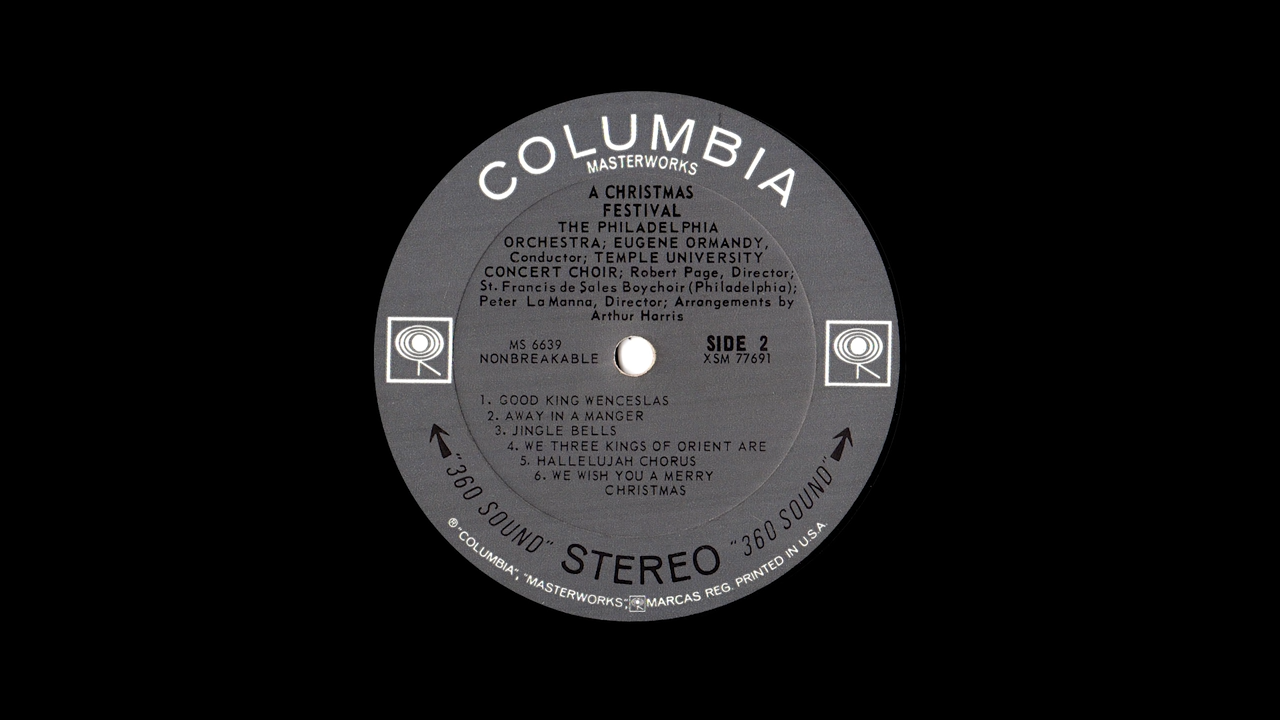 COLUMBIA
MASTERWORKS
A CHRISTMAS
FESTIVAL
THE PHILADELPHIA
ORCHESTRA; EUGENE ORMANDY,
Conductor; TEMPLE UNIVERSITY
CONCERT CHOIR; Robert Page, Director;
St. Francis de Sales Boychoir (Philadelphia);
Peter La Manna, Director; Arrangements by
Arthur Harris
MS 6639
NONBREAKABLE
SIDE 2
XSM 77691
1. GOOD KING WENCESLAS
2. AWAY IN A MANGER
3. JINGLE BELLS
4. WE THREE KINGS OF ORIENT ARE
5. HALLELUJAH CHORUS
6. WE WISH YOU A MERRY
CHRISTMAS
"360 SOUND" STEREO "360 SOUND"
® "COLUMBIA", "MASTERWORKS", MARCAS REG. PRINTED IN U.S.A.